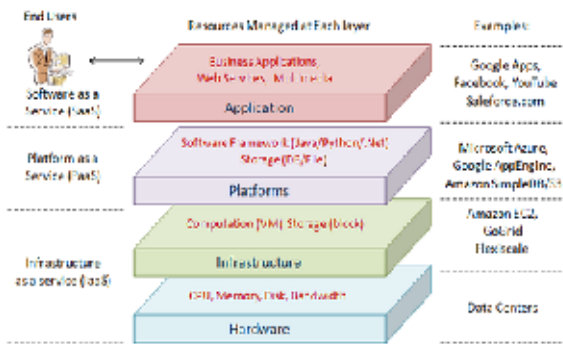 End Users
Resources Managed at Each layer
Examples:
Business Applications,
Web Services, Multimedia
Application
Software as a
Service (SaaS)
Google Apps,
Facebook, YouTube
Saleforce.com
Software Framework (Java/Python/.Net)
Storage (DB/File)
Platforms
Platform as a
Service (PaaS)
Microsoft Azure,
Google AppEngine,
Amazon SimpleDB/S3
Computation (VM) Storage (block)
Infrastructure
Amazon EC2,
GoGrid
Flexiscale
Infrastructure
as a service (IaaS)
CPU, Memory, Disk, Bandwidth
Hardware
Data Centers